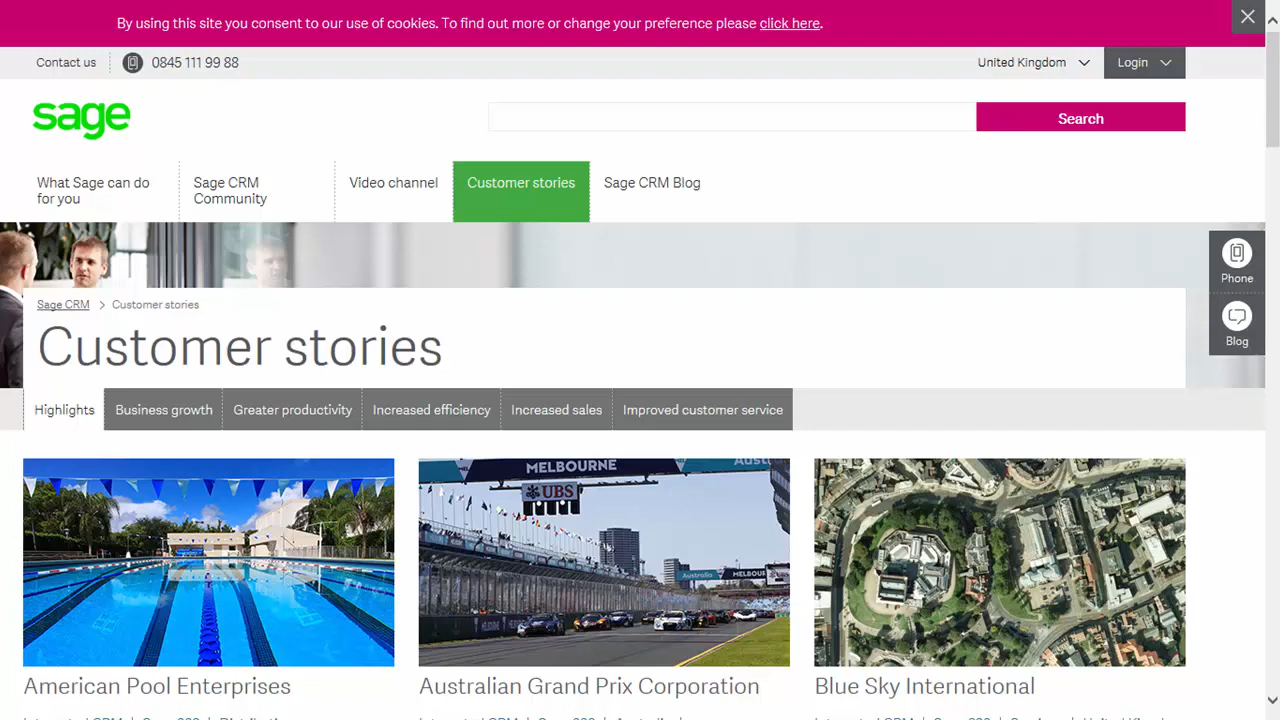 By using this site you consent to our use of cookies. To find out more or change your preference please click here.
Contact us
0845 111 99 88
United Kingdom
Login
sage
Search
What Sage can do
for you
Sage CRM
Community
Video channel
Customer stories
Sage CRM Blog
Phone
Blog
Sage CRM
Customer stories
Customer stories
Highlights
Business growth
Greater productivity
Increased efficiency
Increased sales
Improved customer service
MELBOURNE
UBS
Australia
MELBOU
American Pool Enterprises
Australian Grand Prix Corporation
Blue Sky International